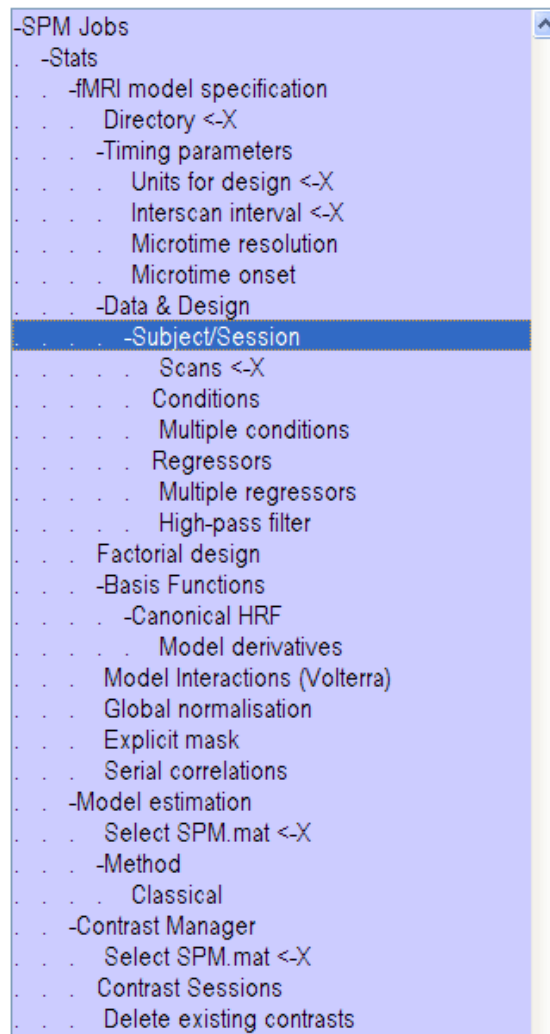 -SPM Jobs
. -Stats
. . -fMRI model specification
. . . Directory <-X
. . . -Timing parameters
. . . . Units for design <-X
. . . . Interscan interval <-X
. . . . Microtime resolution
. . . . Microtime onset
. . . -Data & Design
. . . . -Subject/Session
. . . . . Scans <-X
. . . . . Conditions
. . . . . Multiple conditions
. . . . . Regressors
. . . . . Multiple regressors
. . . . . High-pass filter
. . . Factorial design
. . . -Basis Functions
. . . . -Canonical HRF
. . . . . Model derivatives
. . . Model Interactions (Volterra)
. . . Global normalisation
. . . Explicit mask
. . . Serial correlations
. . -Model estimation
. . . Select SPM.mat <-X
. . . -Method
. . . . Classical
. . -Contrast Manager
. . . Select SPM.mat <-X
. . . Contrast Sessions
. . . Delete existing contrasts